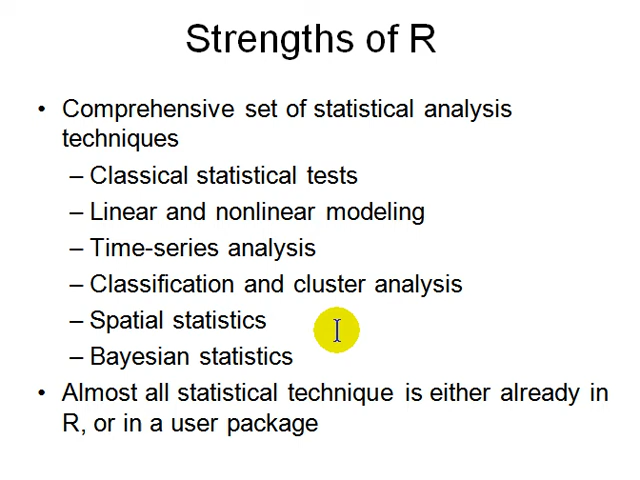 Strengths of R
• Comprehensive set of statistical analysis
techniques
– Classical statistical tests
– Linear and nonlinear modeling
– Time-series analysis
– Classification and cluster analysis
– Spatial statistics
– Bayesian statistics
• Almost all statistical technique is either already in
R, or in a user package